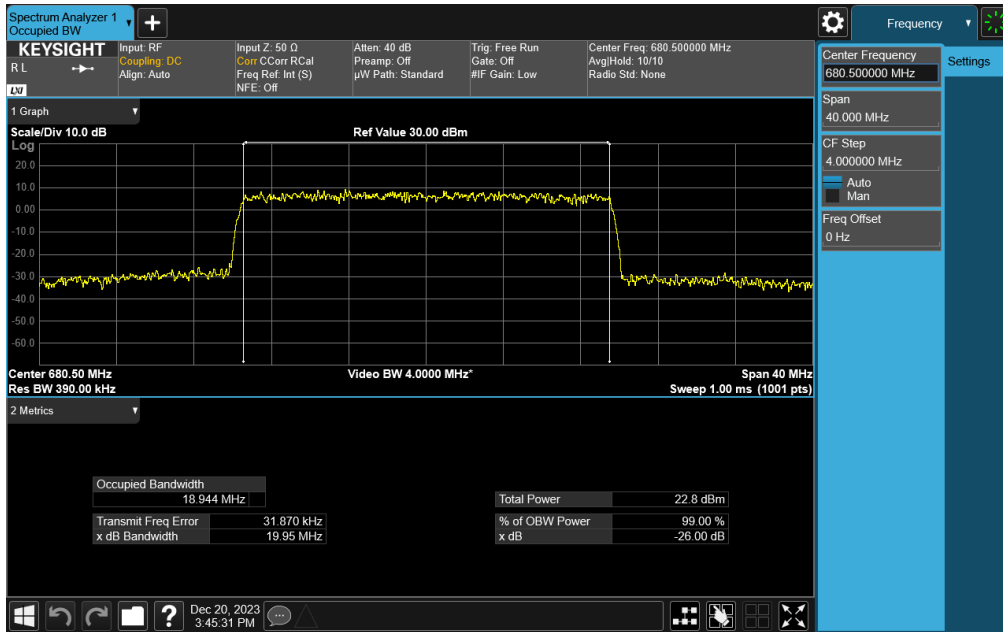 Spectrum Analyzer 1
Occupied BW
Frequency
KEYSIGHT
R L
LXI
Input: RF
Coupling: DC
Align: Auto
Input Z: 50 Ω
Corr CCorr RCal
Freq Ref: Int (S)
NFE: Off
Atten: 40 dB
Preamp: Off
µW Path: Standard
Trig: Free Run
Gate: Off
#IF Gain: Low
Center Freq: 680.500000 MHz
Avg|Hold: 10/10
Radio Std: None
Center Frequency
680.500000 MHz
Settings
Span
40.000 MHz
CF Step
4.000000 MHz
Auto
Man
Freq Offset
0 Hz
1 Graph
Scale/Div 10.0 dB
Ref Value 30.00 dBm
Log
20.0
10.0
0.00
-10.0
-20.0
-30.0
-40.0
-50.0
-60.0
Center 680.50 MHz
Video BW 4.0000 MHz*
Span 40 MHz
Res BW 390.00 kHz
Sweep 1.00 ms (1001 pts)
2 Metrics
Occupied Bandwidth
18.944 MHz
Total Power 22.8 dBm
Transmit Freq Error 31.870 kHz
% of OBW Power 99.00 %
x dB Bandwidth 19.95 MHz
x dB -26.00 dB
Dec 20, 2023
3:45:31 PM